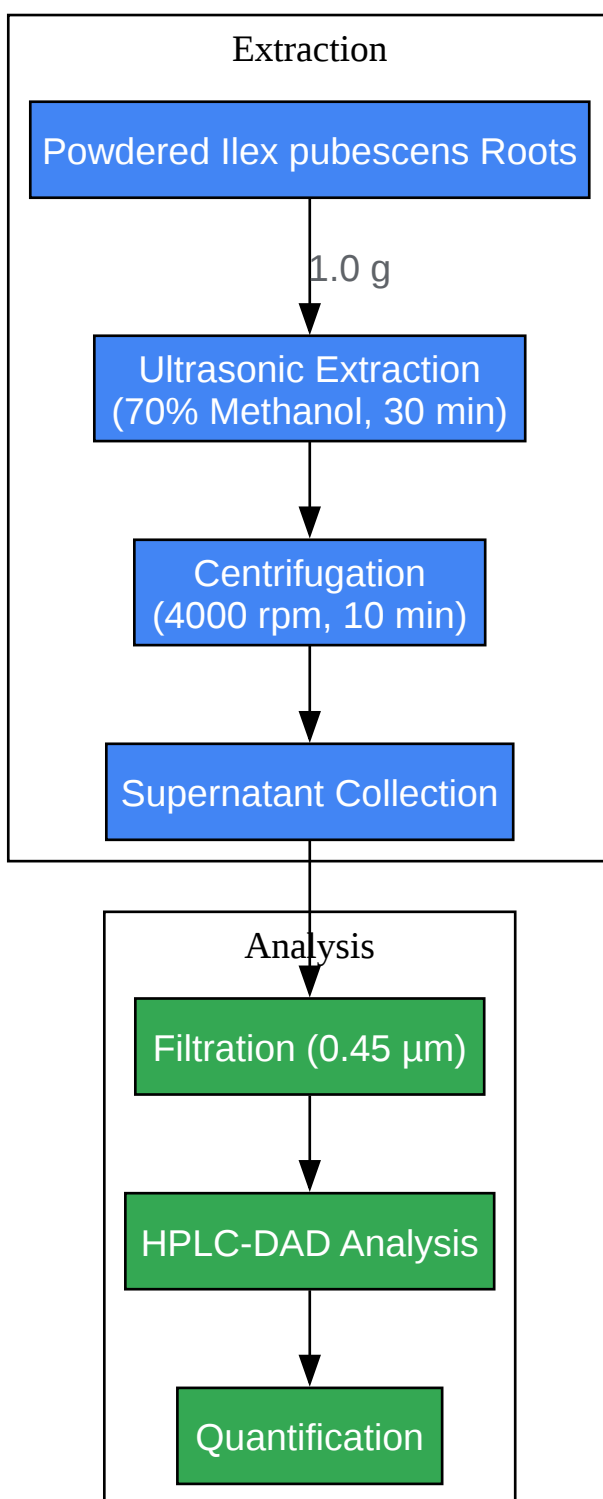 Extraction
Powdered Ilex pubescens Roots
1.0 g
Ultrasonic Extraction
(70% Methanol, 30 min)
Centrifugation
(4000 rpm, 10 min)
Supernatant Collection
Analysis
Filtration (0.45 µm)
HPLC-DAD Analysis
Quantification